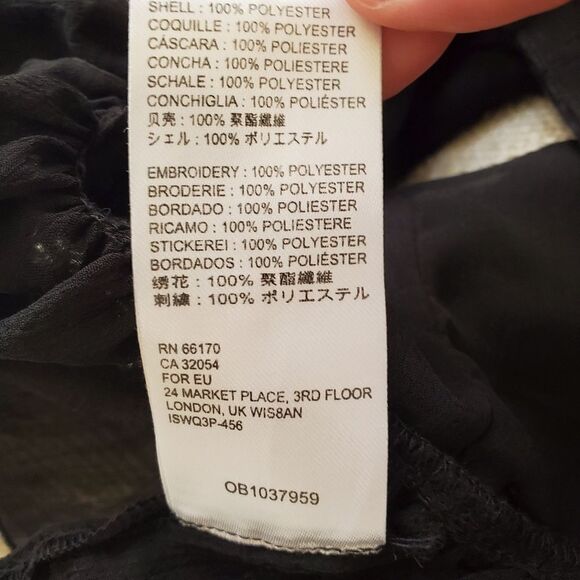 SHELL : 100% POLYESTER
COQUILLE : 100% POLYESTER
CÁSCARA : 100% POLIESTER
CONCHA : 100% POLIESTERE
SCHALE : 100% POLYESTER
CONCHIGLIA : 100% POLIÉSTER
贝壳 : 100% 聚酯纖維
シェル : 100% ポリエステル
EMBROIDERY : 100% POLYESTER
BRODERIE : 100% POLYESTER
BORDADO : 100% POLIESTER
RICAMO : 100% POLIESTERE
STICKEREI : 100% POLYESTER
BORDADOS : 100% POLIÉSTER
绣花 : 100% 聚酯纖維
刺繍 : 100% ポリエステル
RN 66170
CA 32054
FOR EU
24 MARKET PLACE, 3RD FLOOR
LONDON, UK WIS8AN
ISWQ3P-456
OB1037959